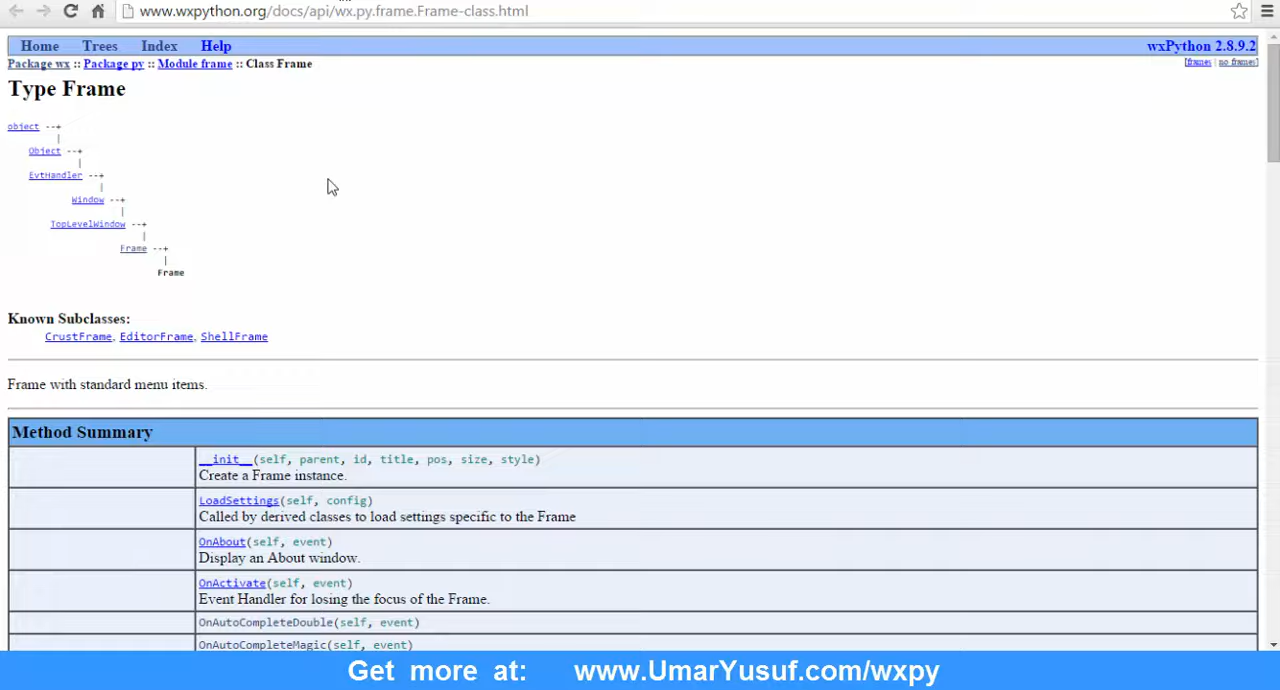 www.wxpython.org/docs/api/wx.py.frame.Frame-class.html
Home Trees Index Help wxPython 2.8.9.2
Package wx :: Package py :: Module frame :: Class Frame [frames | no frames]
Type Frame
object --+
|
Object --+
|
EvtHandler --+
|
Window --+
|
TopLevelWindow --+
|
Frame --+
|
Frame
Known Subclasses:
CrustFrame, EditorFrame, ShellFrame
Frame with standard menu items.
Method Summary
__init__(self, parent, id, title, pos, size, style)
Create a Frame instance.
LoadSettings(self, config)
Called by derived classes to load settings specific to the Frame
OnAbout(self, event)
Display an About window.
OnActivate(self, event)
Event Handler for losing the focus of the Frame.
OnAutoCompleteDouble(self, event)
OnAutoCompleteMagic(self, event)
Get more at: www.UmarYusuf.com/wxpy